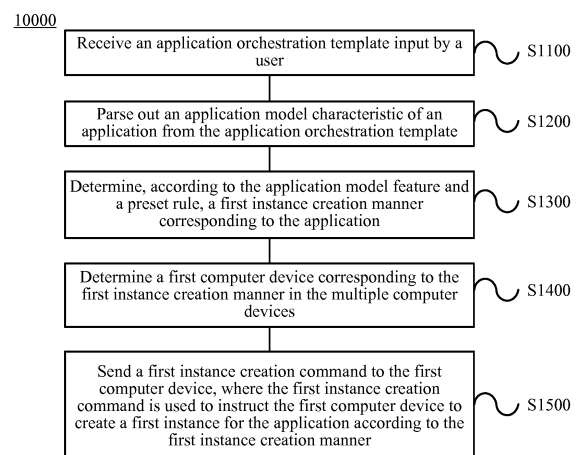 10000
Receive an application orchestration template input by a
user
S1100
Parse out an application model characteristic of an
application from the application orchestration template
S1200
Determine, according to the application model feature and
a preset rule, a first instance creation manner
corresponding to the application
S1300
Determine a first computer device corresponding to the
first instance creation manner in the multiple computer
devices
S1400
Send a first instance creation command to the first
computer device, where the first instance creation
command is used to instruct the first computer device to
create a first instance for the application according to the
first instance creation manner
S1500